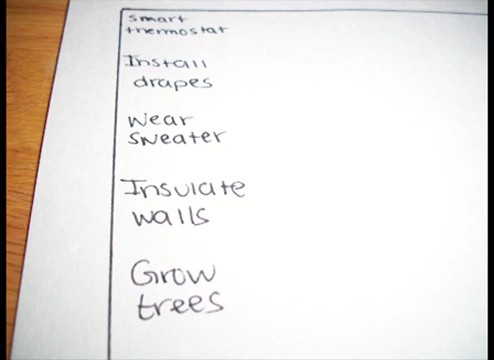 smart
thermostat
Install
drapes
Wear
sweater
Insulate
walls
Grow
trees